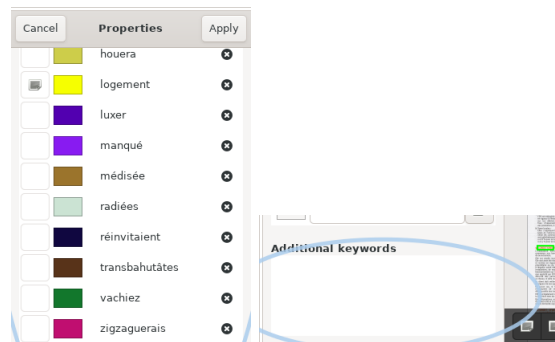 Cancel Properties Apply
houera
logement
luxer
manqué
médisée
radiées
réinvitaient
transbahutâtes
vachiez
zigzaguerais
Additional keywords